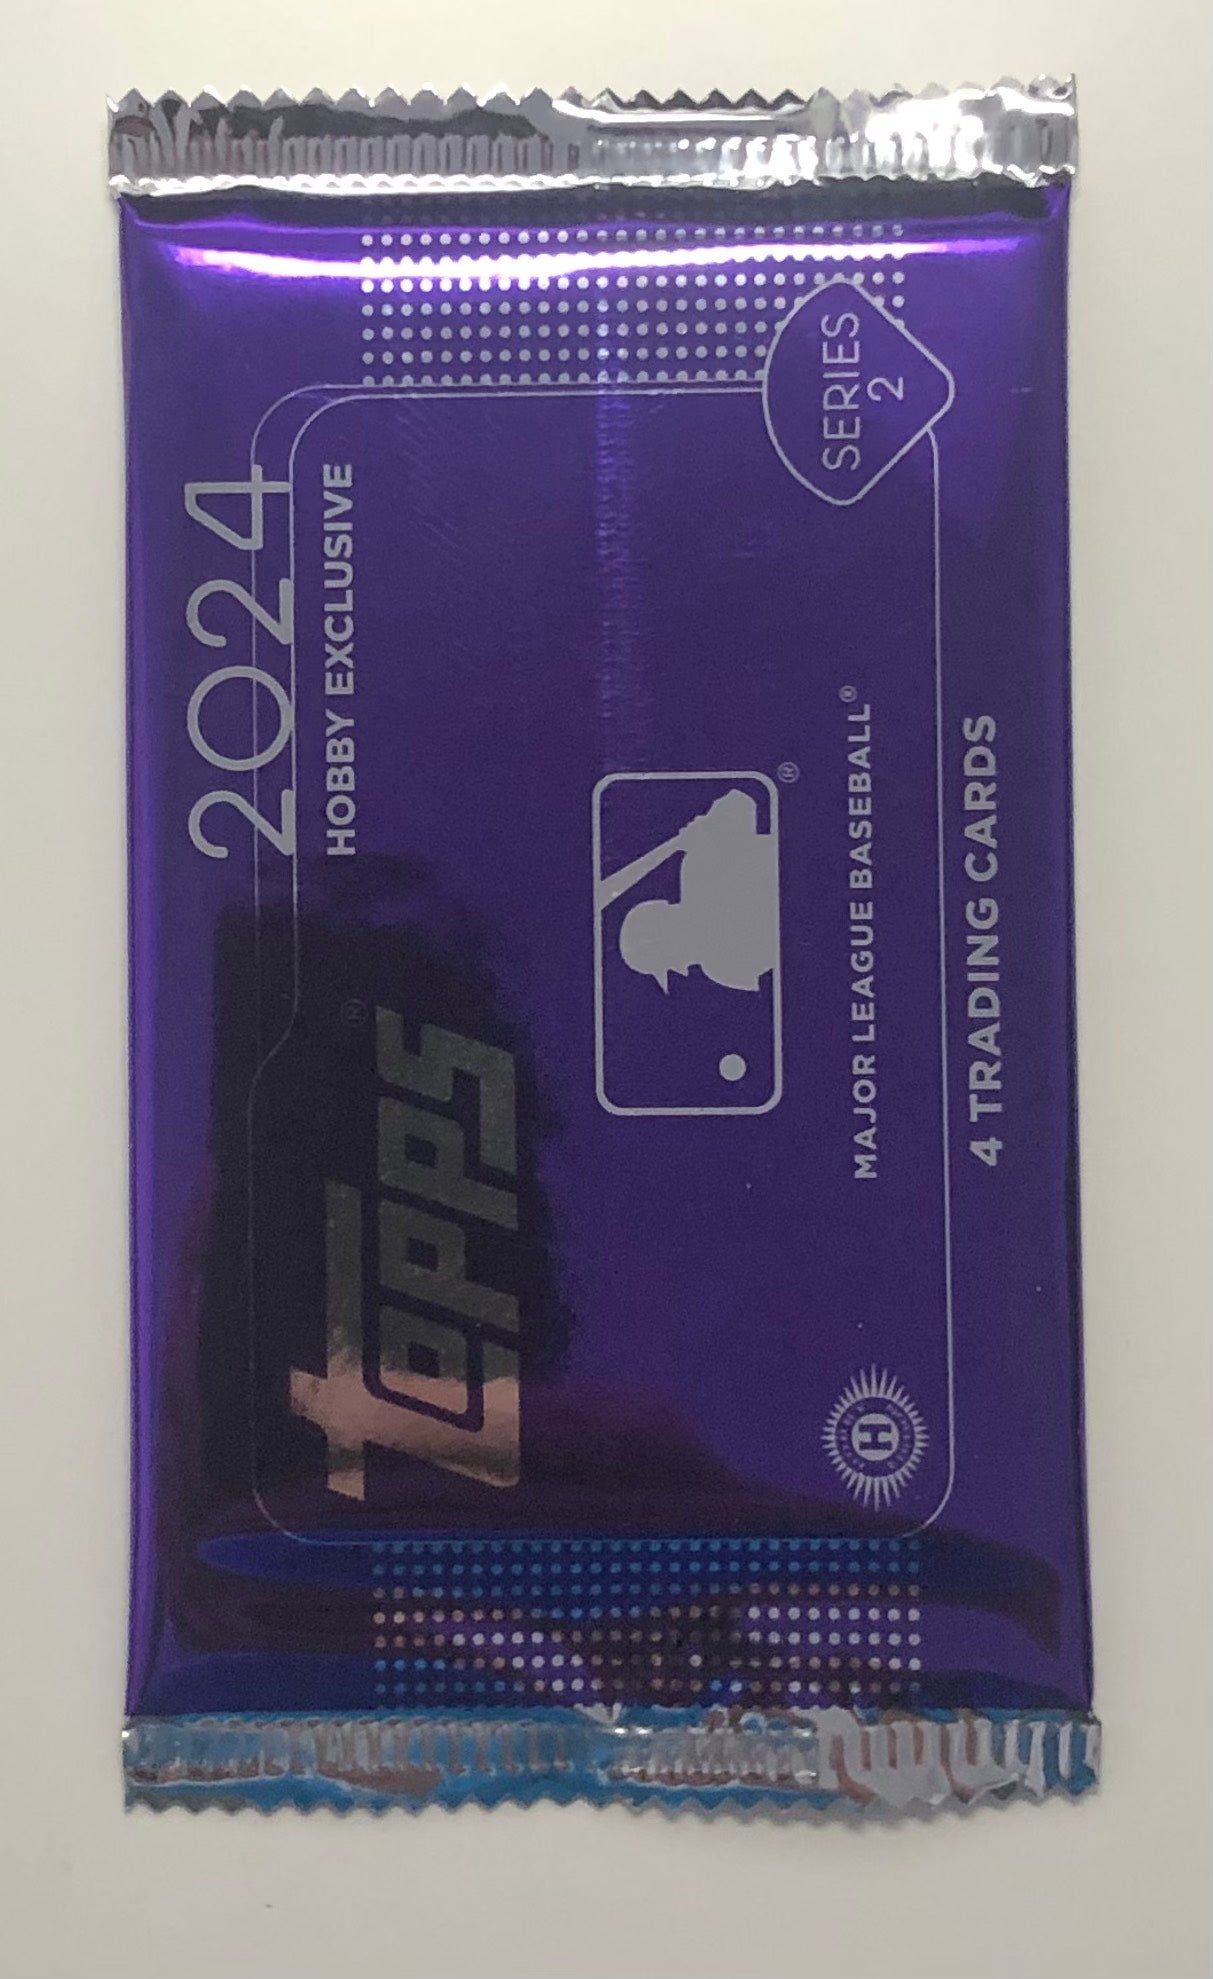 2024
HOBBY EXCLUSIVE
topps®
SERIES
2
®
MAJOR LEAGUE BASEBALL®
4 TRADING CARDS
H